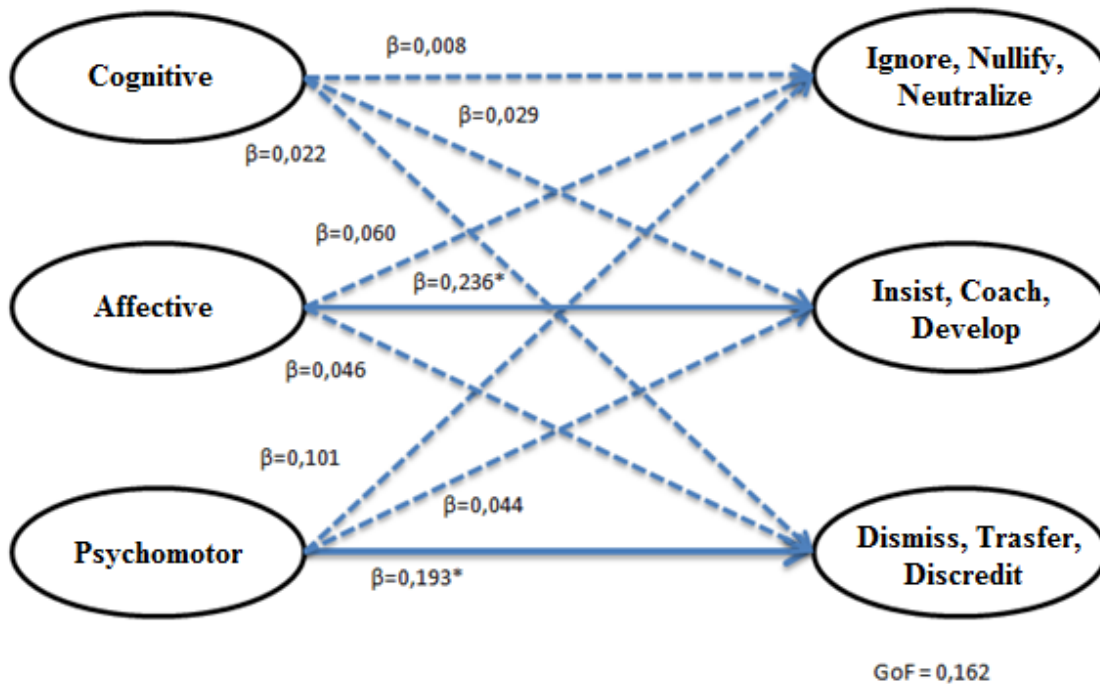 β=0,008
Cognitive
Ignore, Nullify,
Neutralize
β=0,029
β=0,022
β=0,060
β=0,236*
Affective
Insist, Coach,
Develop
β=0,046
β=0,101
β=0,044
Psychomotor
Dismiss, Trasfer,
Discredit
β=0,193*
GoF = 0,162